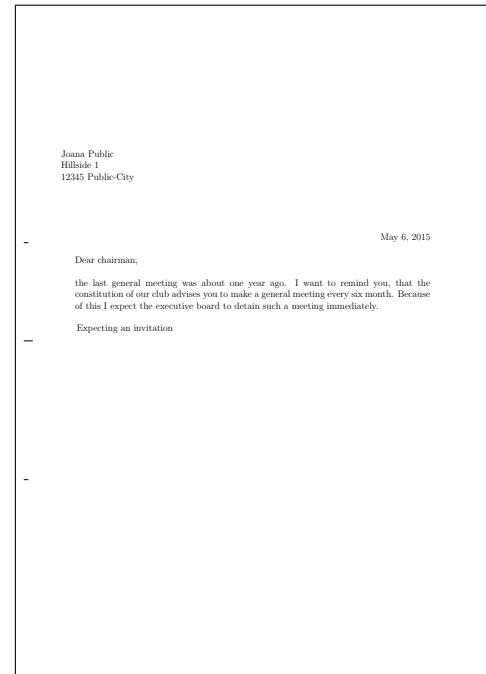 Joana Public
Hillside 1
12345 Public-City
May 6, 2015
Dear chairman,
the last general meeting was about one year ago. I want to remind you, that the
constitution of our club advises you to make a general meeting every six month. Because
of this I expect the executive board to detain such a meeting immediately.
Expecting an invitation